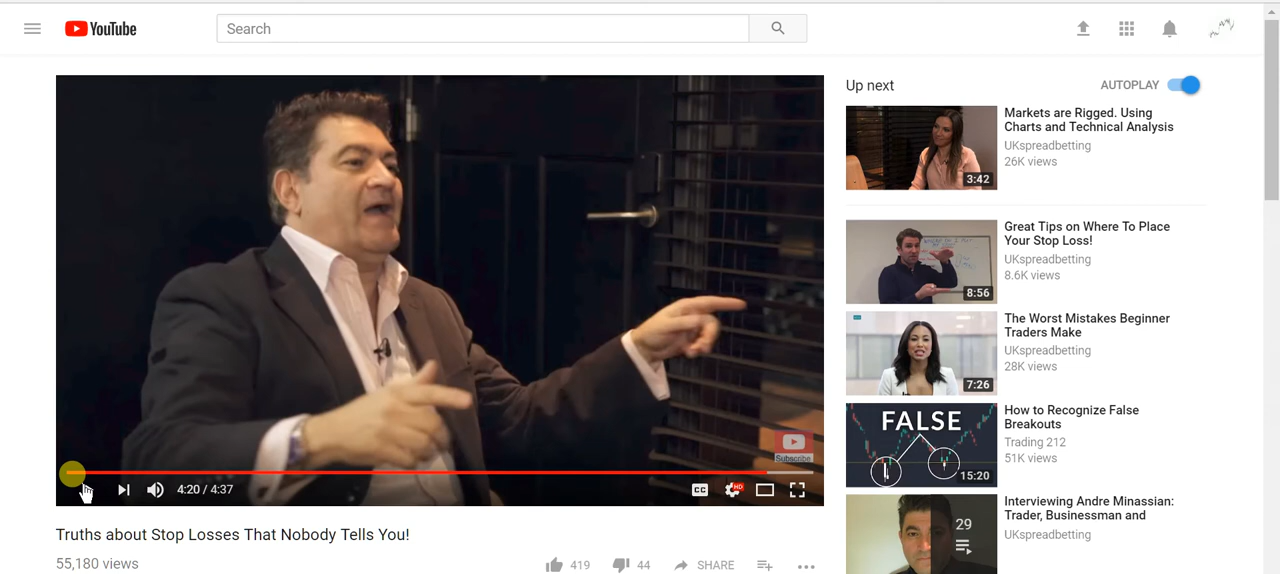 YouTube
Search
Subscribe
CC
HD
4:20 / 4:37
Truths about Stop Losses That Nobody Tells You!
55,180 views
419
44
SHARE
Up next
AUTOPLAY
3:42
Markets are Rigged. Using
Charts and Technical Analysis
UKspreadbetting
26K views
8:56
Great Tips on Where To Place
Your Stop Loss!
UKspreadbetting
8.6K views
7:26
The Worst Mistakes Beginner
Traders Make
UKspreadbetting
28K views
FALSE
15:20
How to Recognize False
Breakouts
Trading 212
51K views
29
Interviewing Andre Minassian:
Trader, Businessman and
UKspreadbetting